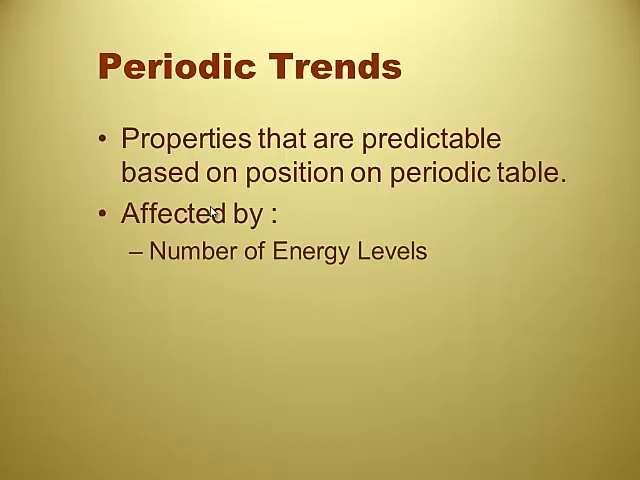 Periodic Trends
• Properties that are predictable
based on position on periodic table.
• Affected by :
– Number of Energy Levels